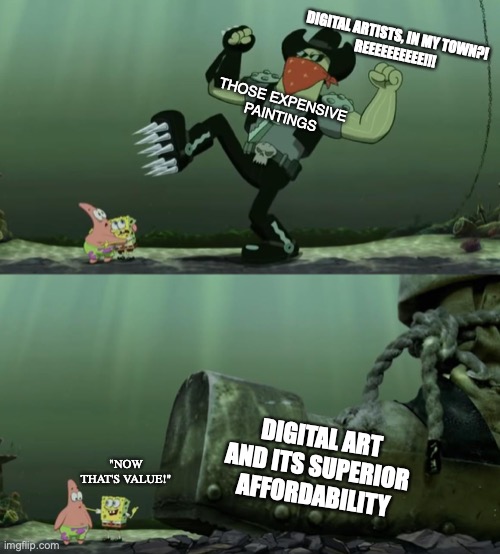 DIGITAL ARTISTS, IN MY TOWN?!
REEEEEEEEEE!!!
THOSE EXPENSIVE
PAINTINGS
DIGITAL ART
AND ITS SUPERIOR
AFFORDABILITY
"NOW
THAT'S VALUE!"
imgflip.com